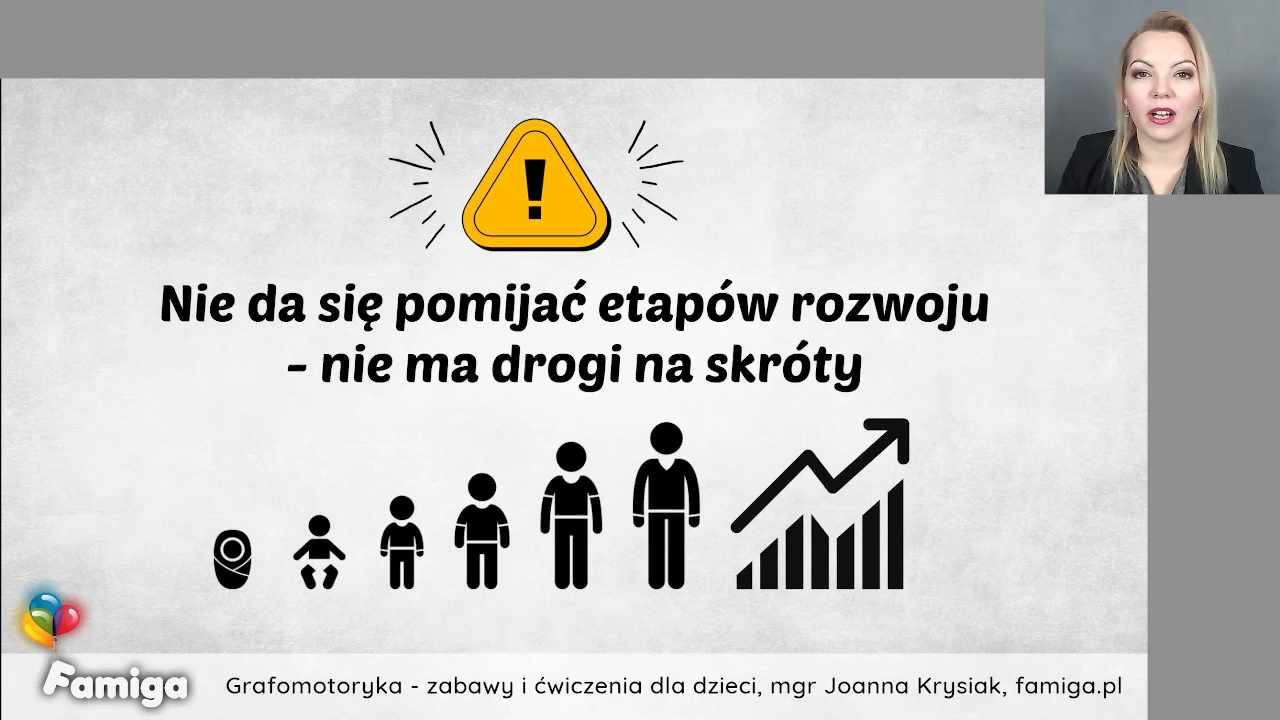 !
Nie da się pomijać etapów rozwoju
- nie ma drogi na skróty
Famiga
Grafomotoryka - zabawy i ćwiczenia dla dzieci, mgr Joanna Krysiak, famiga.pl